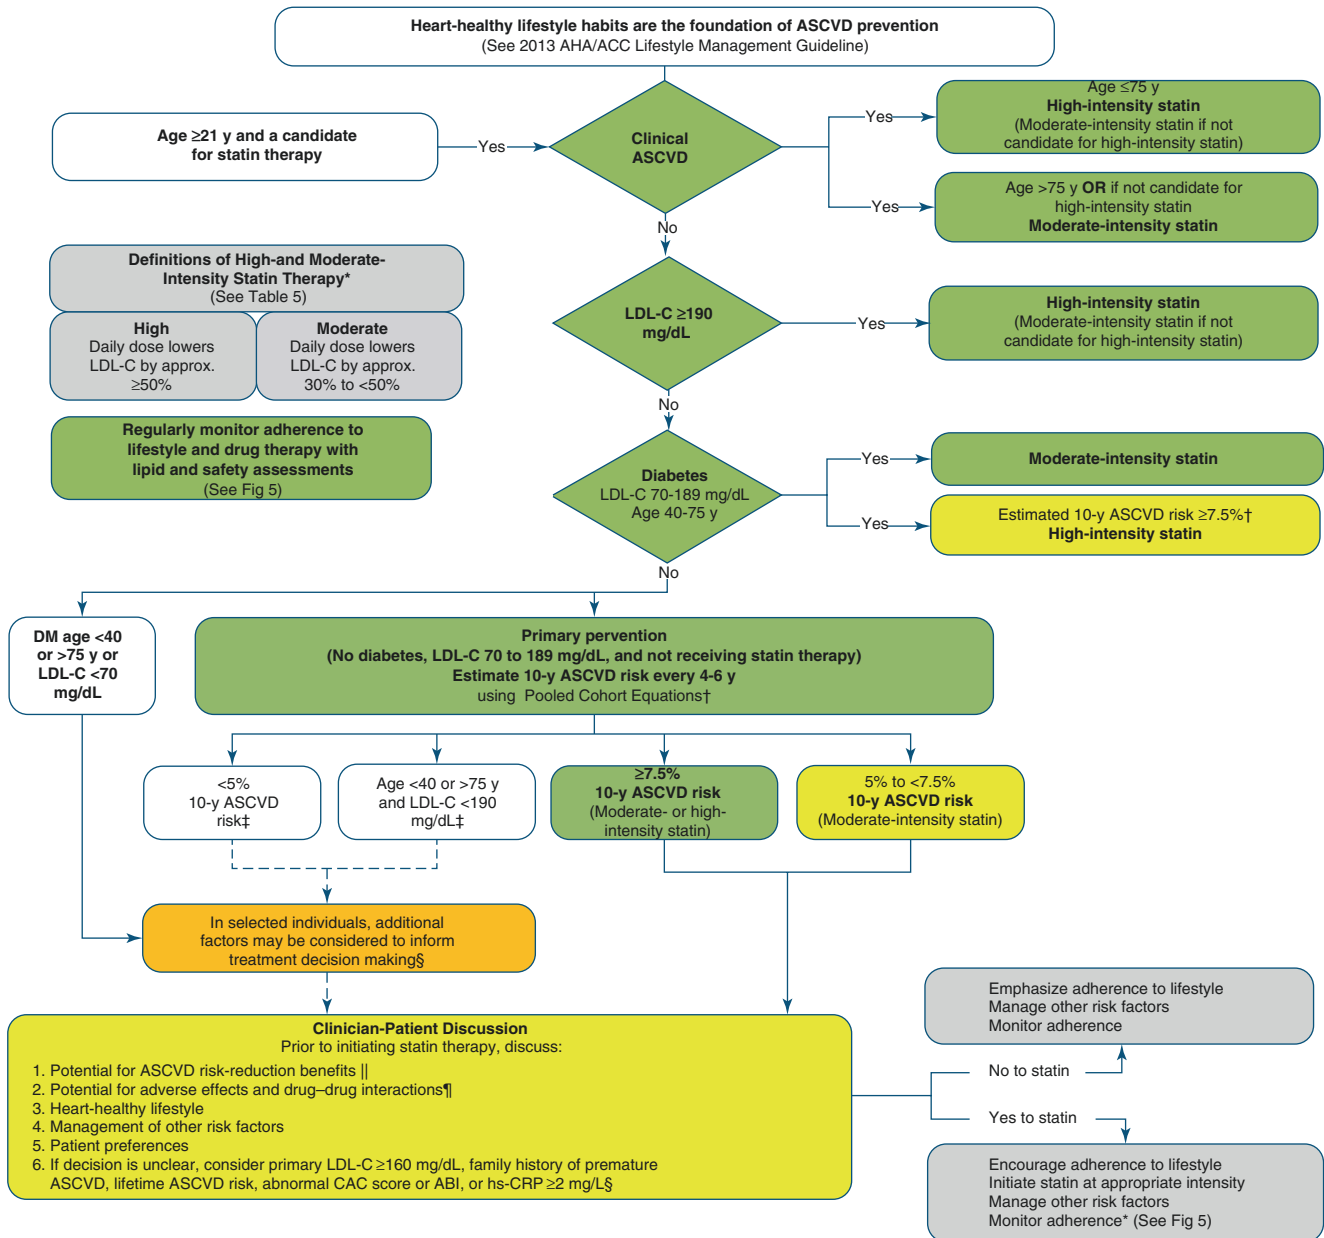 Heart-healthy lifestyle habits are the foundation of ASCVD prevention
(See 2013 AHA/ACC Lifestyle Management Guideline)
Age ≥21 y and a candidate
for statin therapy
Yes
Clinical
ASCVD
Yes
Age ≤75 y
High-intensity statin
(Moderate-intensity statin if not
candidate for high-intensity statin)
Yes
Age >75 y OR if not candidate for
high-intensity statin
Moderate-intensity statin
No
Definitions of High-and Moderate-
Intensity Statin Therapy*
(See Table 5)
High
Daily dose lowers
LDL-C by approx.
≥50%
Moderate
Daily dose lowers
LDL-C by approx.
30% to <50%
LDL-C ≥190
mg/dL
Yes
High-intensity statin
(Moderate-intensity statin if not
candidate for high-intensity statin)
No
Regularly monitor adherence to
lifestyle and drug therapy with
lipid and safety assessments
(See Fig 5)
Diabetes
LDL-C 70-189 mg/dL
Age 40-75 y
Yes
Moderate-intensity statin
Yes
Estimated 10-y ASCVD risk ≥7.5%†
High-intensity statin
No
DM age <40
or >75 y or
LDL-C <70
mg/dL
Primary pervention
(No diabetes, LDL-C 70 to 189 mg/dL, and not receiving statin therapy)
Estimate 10-y ASCVD risk every 4-6 y
using Pooled Cohort Equations†
<5%
10-y ASCVD
risk‡
Age <40 or >75 y
and LDL-C <190
mg/dL‡
≥7.5%
10-y ASCVD risk
(Moderate- or high-
intensity statin)
5% to <7.5%
10-y ASCVD risk
(Moderate-intensity statin)
In selected individuals, additional
factors may be considered to inform
treatment decision making§
Clinician-Patient Discussion
Prior to initiating statin therapy, discuss:
1. Potential for ASCVD risk-reduction benefits ||
2. Potential for adverse effects and drug–drug interactions¶
3. Heart-healthy lifestyle
4. Management of other risk factors
5. Patient preferences
6. If decision is unclear, consider primary LDL-C ≥160 mg/dL, family history of premature
ASCVD, lifetime ASCVD risk, abnormal CAC score or ABI, or hs-CRP ≥2 mg/L§
Emphasize adherence to lifestyle
Manage other risk factors
Monitor adherence
No to statin
Yes to statin
Encourage adherence to lifestyle
Initiate statin at appropriate intensity
Manage other risk factors
Monitor adherence* (See Fig 5)